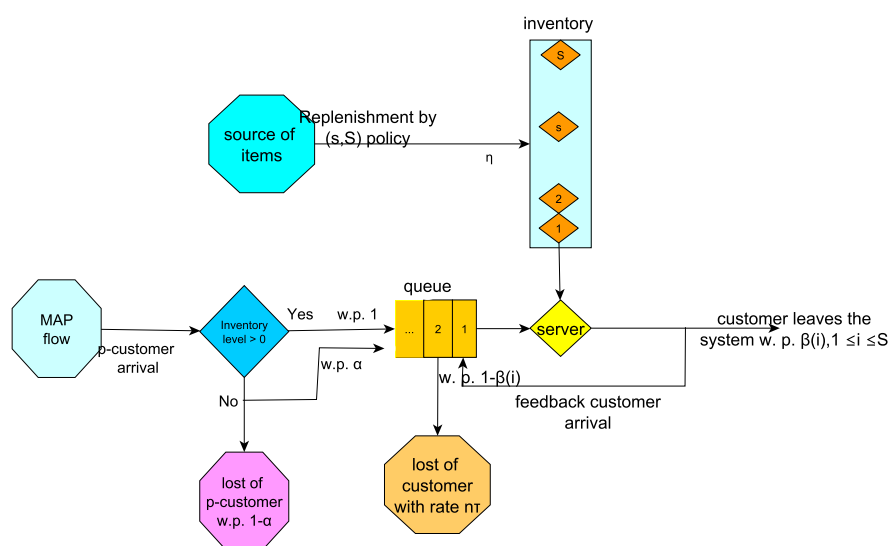 inventory
S
Replenishment by
(s,S) policy
source of
items
s
η
2
1
queue
MAP
flow
p-customer
arrival
Inventory
level > 0
Yes
w.p. 1
...
2
1
server
customer leaves the
system w. p. β(i),1 ≤i ≤S
w.p. α
w. p. 1-β(i)
No
feedback customer
arrival
lost of
p-customer
w.p. 1-α
lost of
customer
with rate nτ